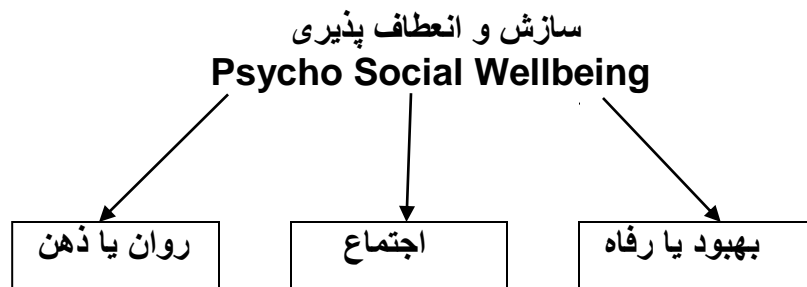 سازش و انعطاف پذیری
Psycho Social Wellbeing
روان یا ذهن
اجتماع
بهبود یا رفاه